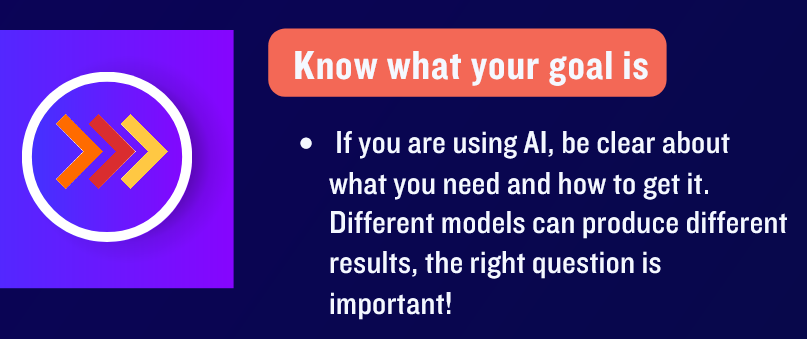 Know what your goal is
• If you are using AI, be clear about
what you need and how to get it.
Different models can produce different
results, the right question is
important!